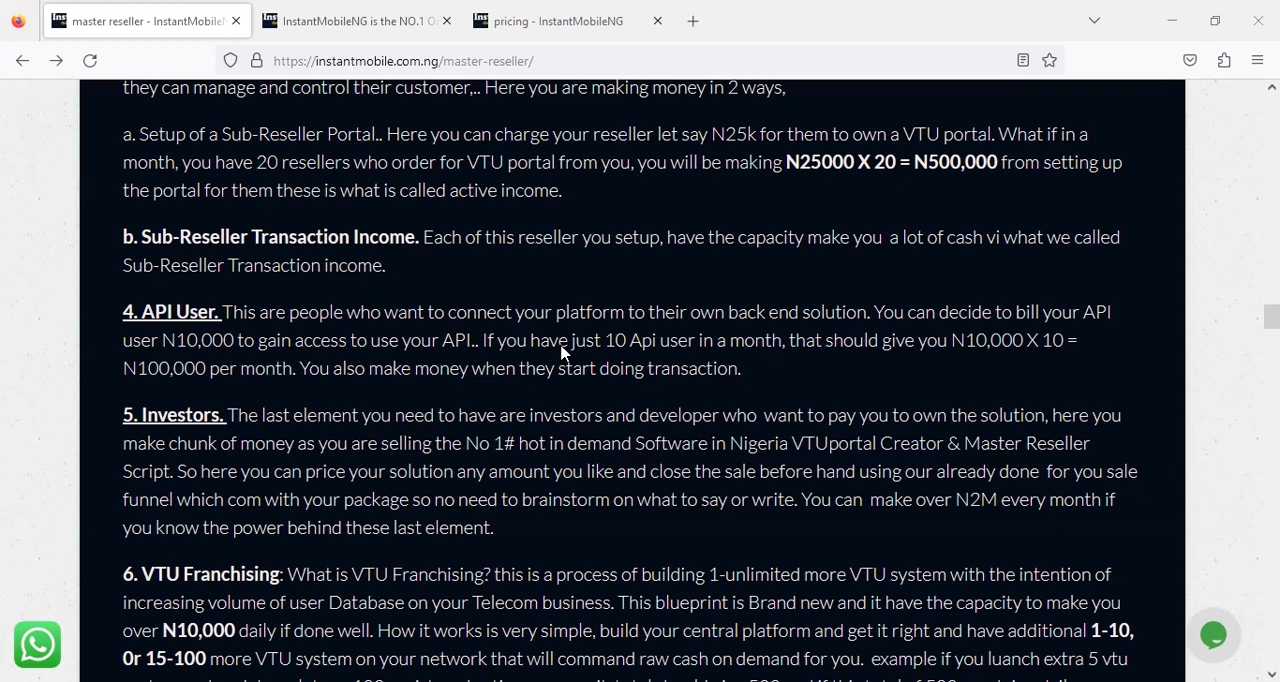 master reseller - InstantMobileN
InstantMobileNG is the NO.1 O
pricing - InstantMobileNG
https://instantmobile.com.ng/master-reseller/
they can manage and control their customer,.. Here you are making money in 2 ways,
a. Setup of a Sub-Reseller Portal.. Here you can charge your reseller let say N25k for them to own a VTU portal. What if in a
month, you have 20 resellers who order for VTU portal from you, you will be making N25000 X 20 = N500,000 from setting up
the portal for them these is what is called active income.
b. Sub-Reseller Transaction Income. Each of this reseller you setup, have the capacity make you a lot of cash vi what we called
Sub-Reseller Transaction income.
4. API User. This are people who want to connect your platform to their own back end solution. You can decide to bill your API
user N10,000 to gain access to use your API.. If you have just 10 Api user in a month, that should give you N10,000 X 10 =
N100,000 per month. You also make money when they start doing transaction.
5. Investors. The last element you need to have are investors and developer who want to pay you to own the solution, here you
make chunk of money as you are selling the No 1# hot in demand Software in Nigeria VTUportal Creator & Master Reseller
Script. So here you can price your solution any amount you like and close the sale before hand using our already done for you sale
funnel which com with your package so no need to brainstorm on what to say or write. You can make over N2M every month if
you know the power behind these last element.
6. VTU Franchising: What is VTU Franchising? this is a process of building 1-unlimited more VTU system with the intention of
increasing volume of user Database on your Telecom business. This blueprint is Brand new and it have the capacity to make you
over N10,000 daily if done well. How it works is very simple, build your central platform and get it right and have additional 1-10,
0r 15-100 more VTU system on your network that will command raw cash on demand for you. example if you luanch extra 5 vtu